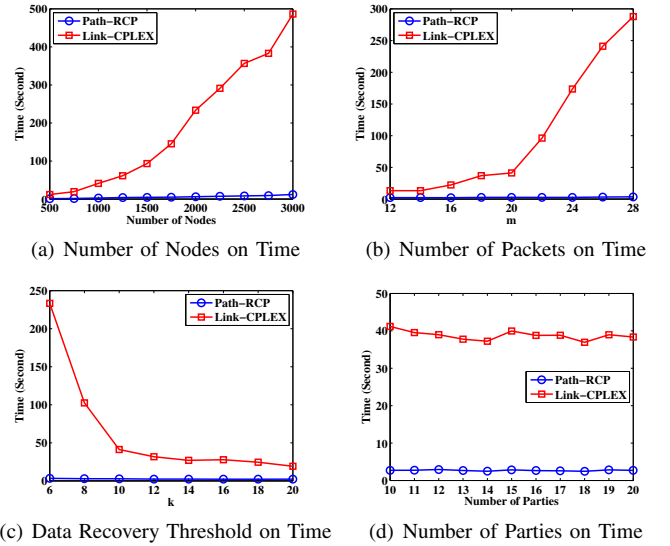 500
400
300
200
100
0
Time (Second)
Path-RCP
Link-CPLEX
500 1000 1500 2000 2500 3000
Number of Nodes
(a) Number of Nodes on Time
300
250
200
150
100
50
0
Time (Second)
Path-RCP
Link-CPLEX
12 16 20 24 28
m
(b) Number of Packets on Time
250
200
150
100
50
0
Time (Second)
Path-RCP
Link-CPLEX
6 8 10 12 14 16 18 20
k
(c) Data Recovery Threshold on Time
50
40
30
20
10
0
Time (Second)
Path-RCP
Link-CPLEX
10 11 12 13 14 15 16 17 18 19 20
Number of Parties
(d) Number of Parties on Time